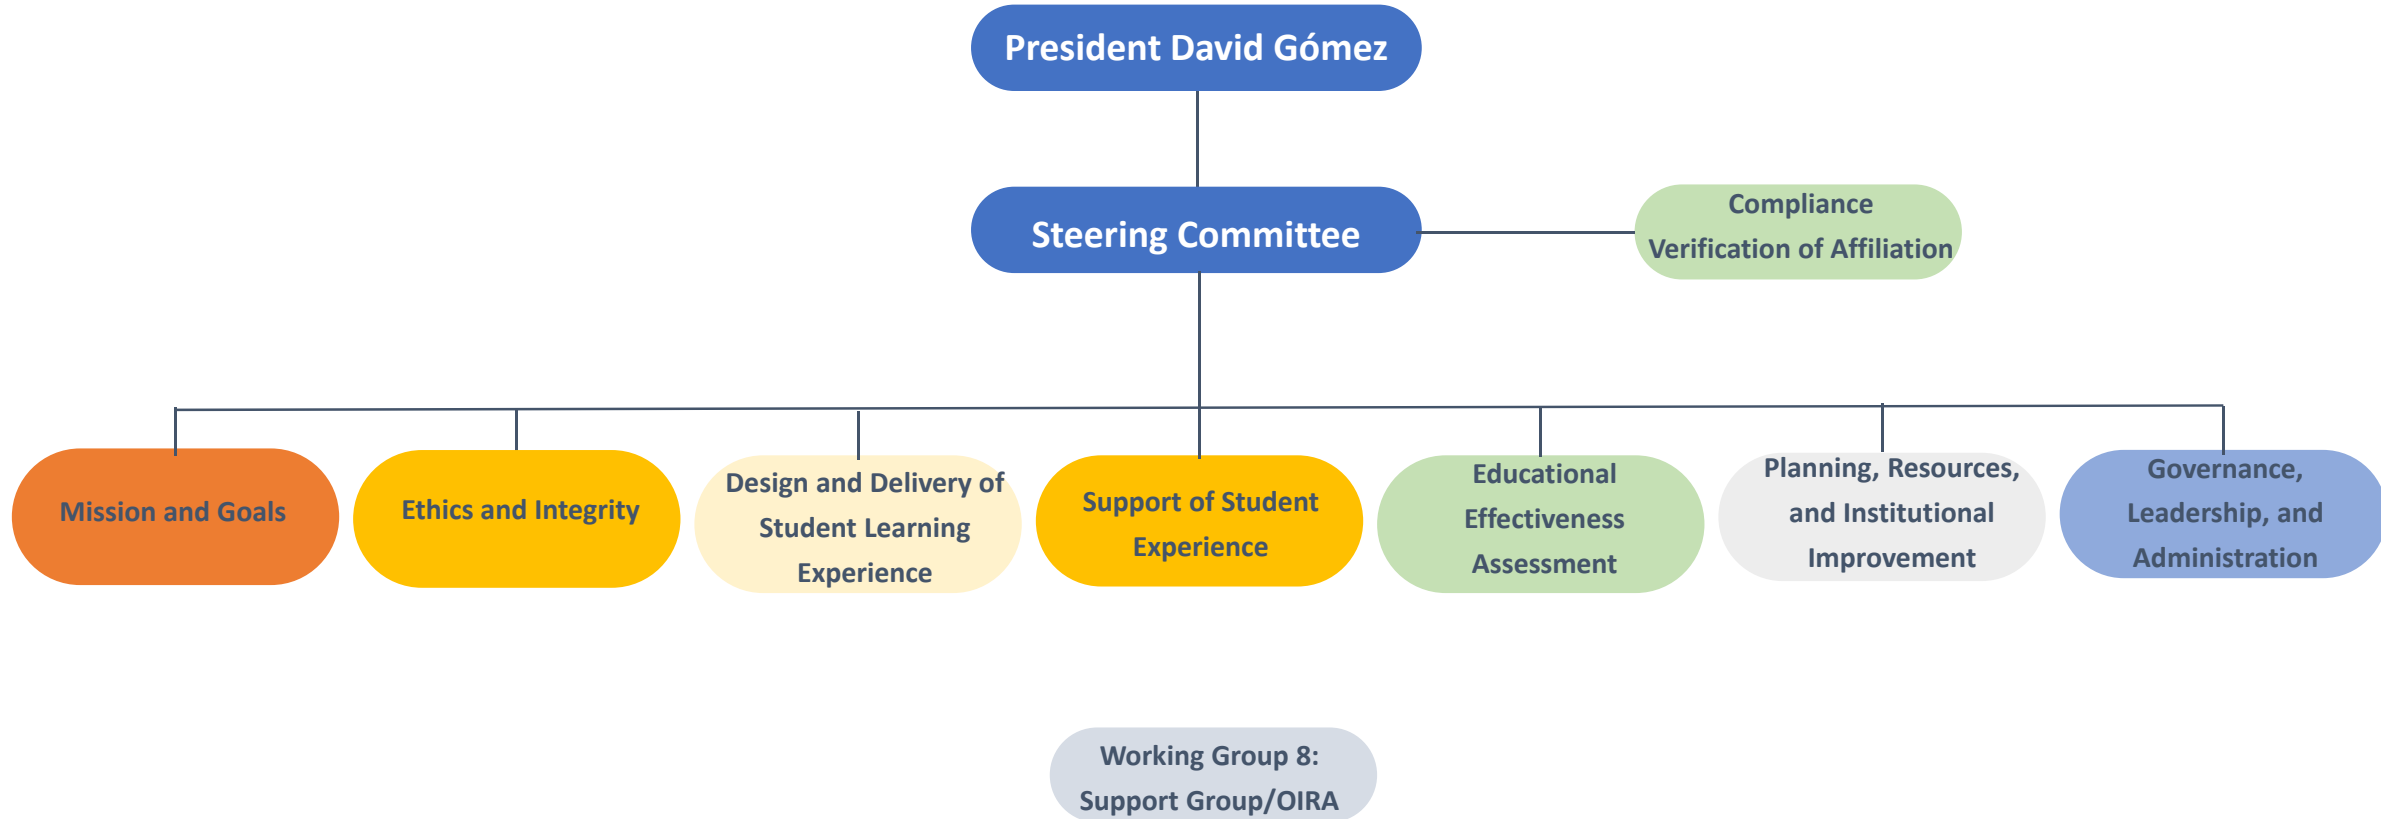 President David Gómez
Steering Committee
Compliance
Verification of Affiliation
Mission and Goals
Ethics and Integrity
Design and Delivery of
Student Learning
Experience
Support of Student
Experience
Educational
Effectiveness
Assessment
Planning, Resources,
and Institutional
Improvement
Governance,
Leadership, and
Administration
Working Group 8:
Support Group/OIRA